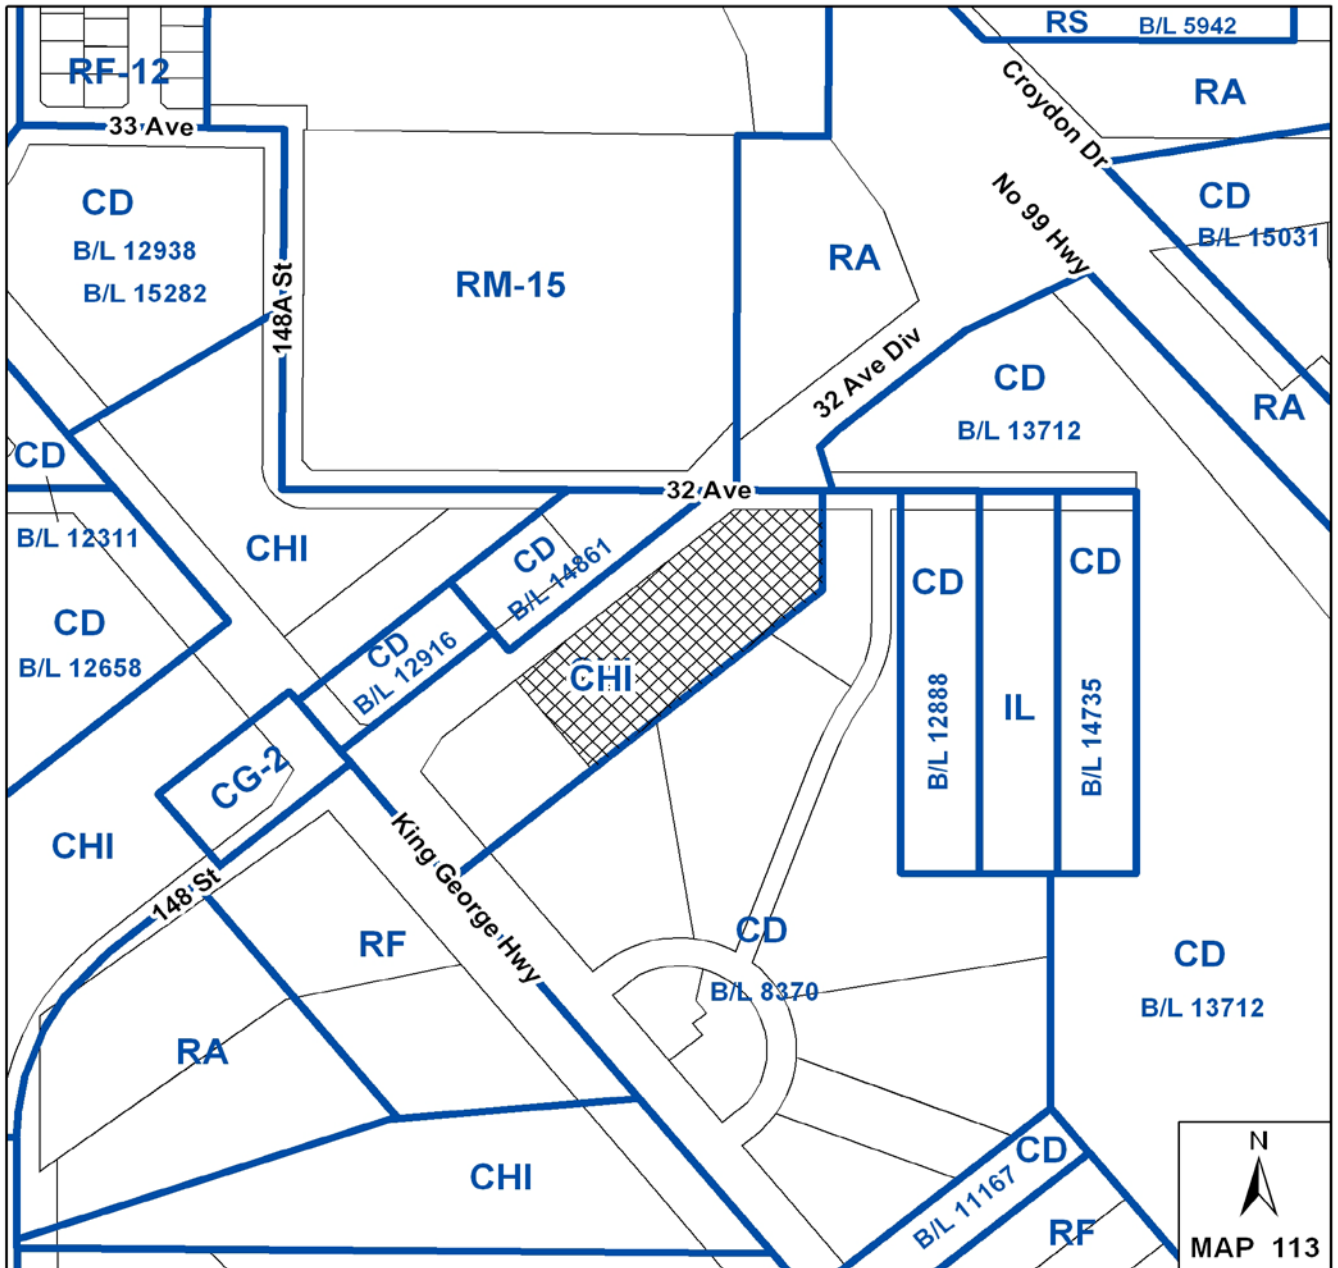 RS
B/L 5942
RF-12
RA
Croydon Dr
33 Ave
CD
B/L 12938
B/L 15282
No 99 Hwy
CD
B/L 15031
148A St
RM-15
RA
32 Ave Div
CD
B/L 13712
RA
CD
B/L 12311
32 Ave
CHI
CD
B/L 14861
CD
B/L 12888
IL
CD
B/L 14735
CD
B/L 12658
CD
B/L 12916
CHI
CG-2
CHI
King George Hwy
148 St
RF
CD
B/L 8370
CD
B/L 13712
RA
CHI
CD
B/L 11167
RF
N
MAP 113